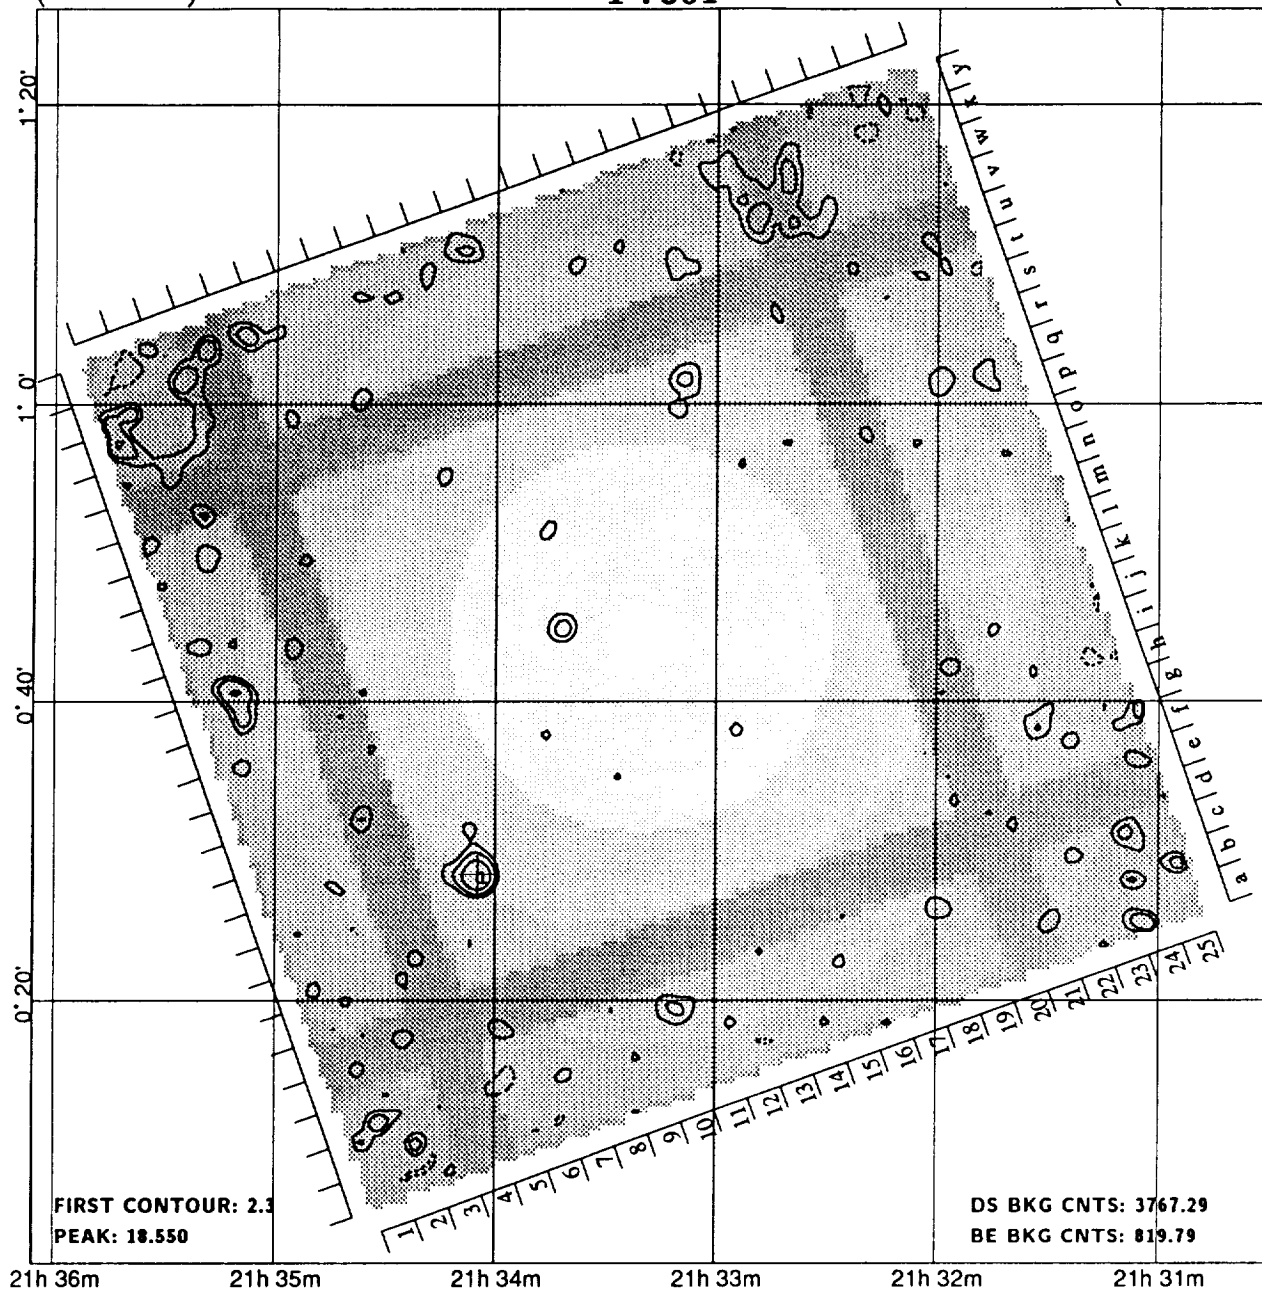 1° 20'
1° 0'
0° 40'
0° 20'
a|b|c|d|e|f|g|h|i|j|k|l|m|n|o|p|q|r|s|t|u|v|w|x|y
1 2 3 4 5 6 7 8 9 10 11 12 13 14 15 16 17 18 19 20 21 22 23 24 25
FIRST CONTOUR: 2.3
PEAK: 18.550
DS BKG CNTS: 3767.29
BE BKG CNTS: 819.79
21h 36m 21h 35m 21h 34m 21h 33m 21h 32m 21h 31m